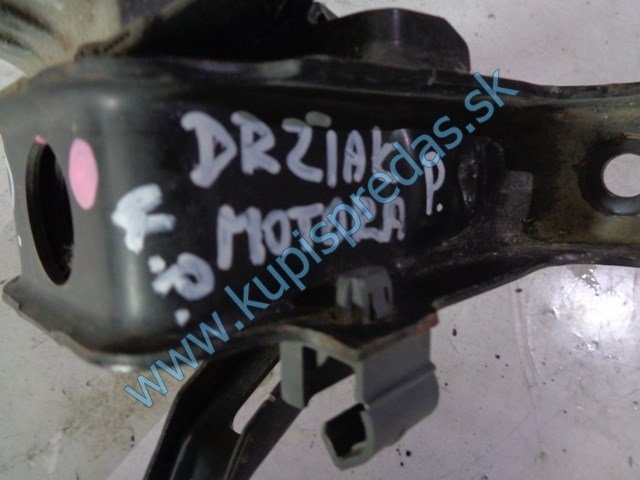 DRZIAK P.
MOTORA
K.P.
www.kupispredas.sk